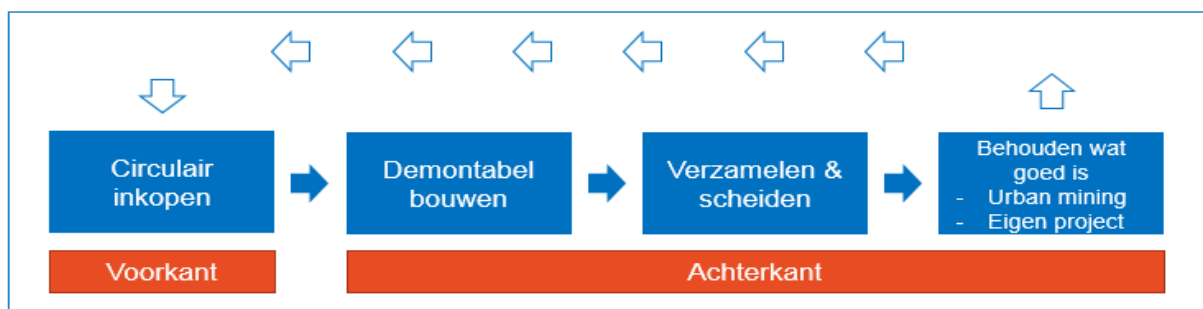 Circulair
inkopen
Demontabel
bouwen
Verzamelen &
scheiden
Behouden wat
goed is
- Urban mining
- Eigen project
Voorkant
Achterkant